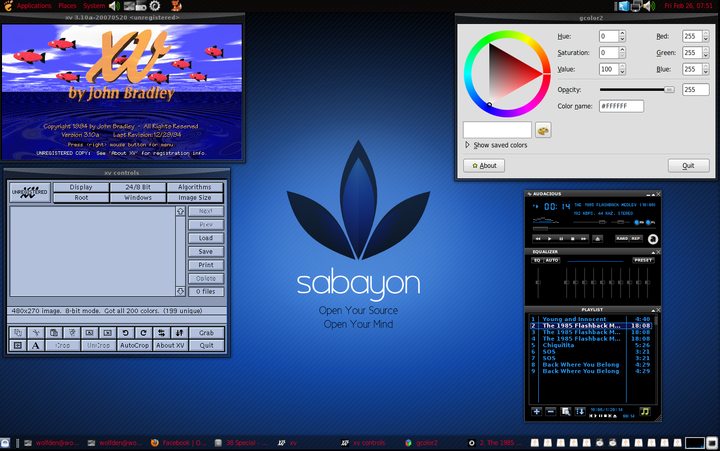 Applications Places System
Fri Feb 26, 07:51
xv 3.10a-20070520 <unregistered>
xv
by John Bradley
Copyright 1994 by John Bradley - All Rights Reserved
Version 3.10a Last Revision: 12/29/94
Press <right> mouse button for menu.
UNREGISTERED COPY: See 'About XV' for registration info.
xv controls
UNREGISTERED
Display 24/8 Bit Algorithms
Root Windows Image Size
Next
Prev
Load
Save
Print
Delete
0 files
480x270 image. 8-bit mode. Got all 200 colors. (199 unique)
Grab
A Crop UnCrop AutoCrop About XV Quit
sabayon
Open Your Source
Open Your Mind
gcolor2
Hue: 0 Red: 255
Saturation: 0 Green: 255
Value: 100 Blue: 255
Opacity: 255
Color name: #FFFFFF
Show saved colors
About Quit
AUDACIOUS
00:14
THE 1985 FLASHBACK MEDLEY (18:08)
RAND REP
EQUALIZER
EQ AUTO PRESET
PLAYLIST
1 Young and Innocent 4:40
2 The 1985 Flashback M... 18:08
3 The 1985 Flashback M... 18:08
4 The 1985 Flashback M... 18:08
5 Chiquitita 5:26
6 SOS 3:21
7 SOS 3:21
8 Back Where You Belong 4:29
9 Back Where You Belong 4:29
00:14
wolfden@wo... wolfden@wo... Facebook | O... 38 Special - ... xv xv controls gcolor2 2. The 1985 ...